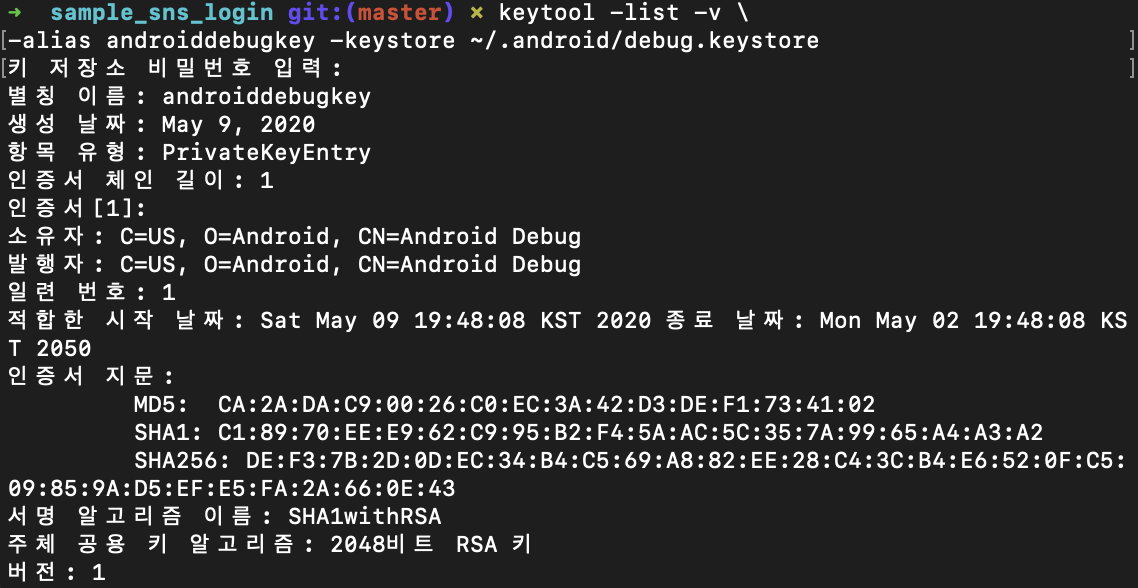 ➜  sample_sns_login git:(master) ✗ keytool -list -v \
[-alias androiddebugkey -keystore ~/.android/debug.keystore ]
[키 저장소 비밀번호 입력: ]
별칭 이름: androiddebugkey
생성 날짜: May 9, 2020
항목 유형: PrivateKeyEntry
인증서 체인 길이: 1
인증서[1]:
소유자: C=US, O=Android, CN=Android Debug
발행자: C=US, O=Android, CN=Android Debug
일련 번호: 1
적합한 시작 날짜: Sat May 09 19:48:08 KST 2020 종료 날짜: Mon May 02 19:48:08 KS
T 2050
인증서 지문:
MD5:  CA:2A:DA:C9:00:26:C0:EC:3A:42:D3:DE:F1:73:41:02
SHA1: C1:89:70:EE:E9:62:C9:95:B2:F4:5A:AC:5C:35:7A:99:65:A4:A3:A2
SHA256: DE:F3:7B:2D:0D:EC:34:B4:C5:69:A8:82:EE:28:C4:3C:B4:E6:52:0F:C5:
09:85:9A:D5:EF:E5:FA:2A:66:0E:43
서명 알고리즘 이름: SHA1withRSA
주체 공용 키 알고리즘: 2048비트 RSA 키
버전: 1